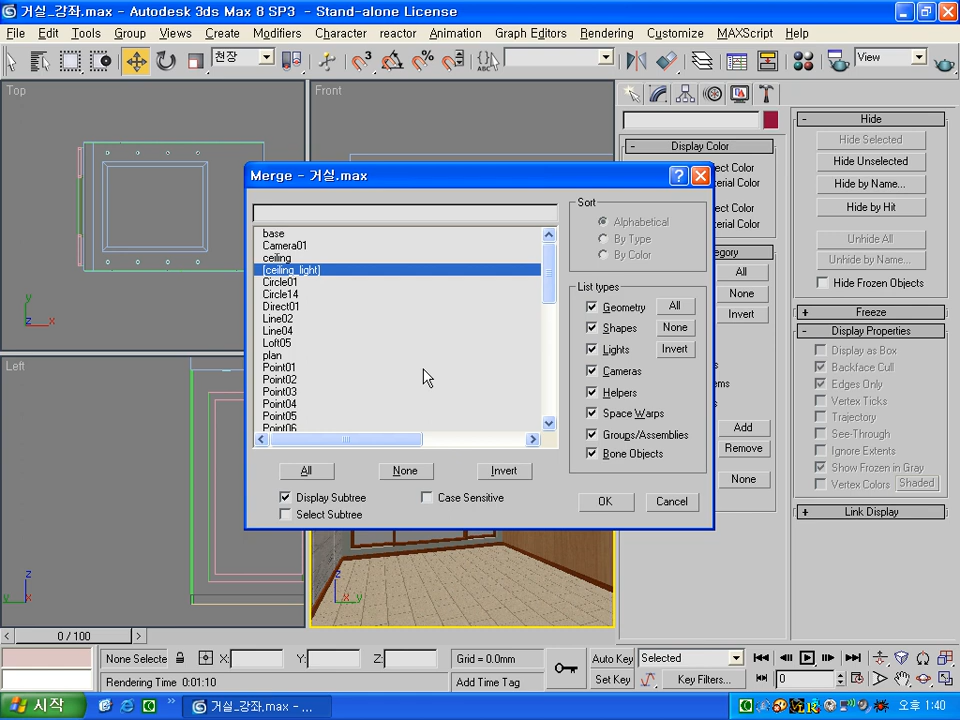 거실_강좌.max - Autodesk 3ds Max 8 SP3 - Stand-alone License
File Edit Tools Group Views Create Modifiers Character reactor Animation Graph Editors Rendering Customize MAXScript Help
천장
View
Top
Front
Left
Merge - 거실.max
base
Camera01
ceiling
[ceiling_light]
Circle01
Circle14
Direct01
Line02
Line04
Loft05
plan
Point01
Point02
Point03
Point04
Point05
Point06
All None Invert
Display Subtree
Case Sensitive
Select Subtree
Sort
Alphabetical
By Type
By Color
List types
Geometry
Shapes
Lights
Cameras
Helpers
Space Warps
Groups/Assemblies
Bone Objects
All
None
Invert
OK Cancel
Display Color
ect Color
terial Color
ect Color
terial Color
egory
All
None
Invert
ms
Add
Remove
None
Hide
Hide Selected
Hide Unselected
Hide by Name...
Hide by Hit
Unhide All
Unhide by Name...
Hide Frozen Objects
Freeze
Display Properties
Display as Box
Backface Cull
Edges Only
Vertex Ticks
Trajectory
See-Through
Ignore Extents
Show Frozen in Gray
Vertex Colors Shaded
Link Display
y
z x
z
y x
z
x y
0 / 100
None Selecte X: Y: Z: Grid = 0.0mm Auto Key Selected
Rendering Time 0:01:10 Add Time Tag Set Key Key Filters... 0
시작 거실_강좌.max - ... 오후 1:40